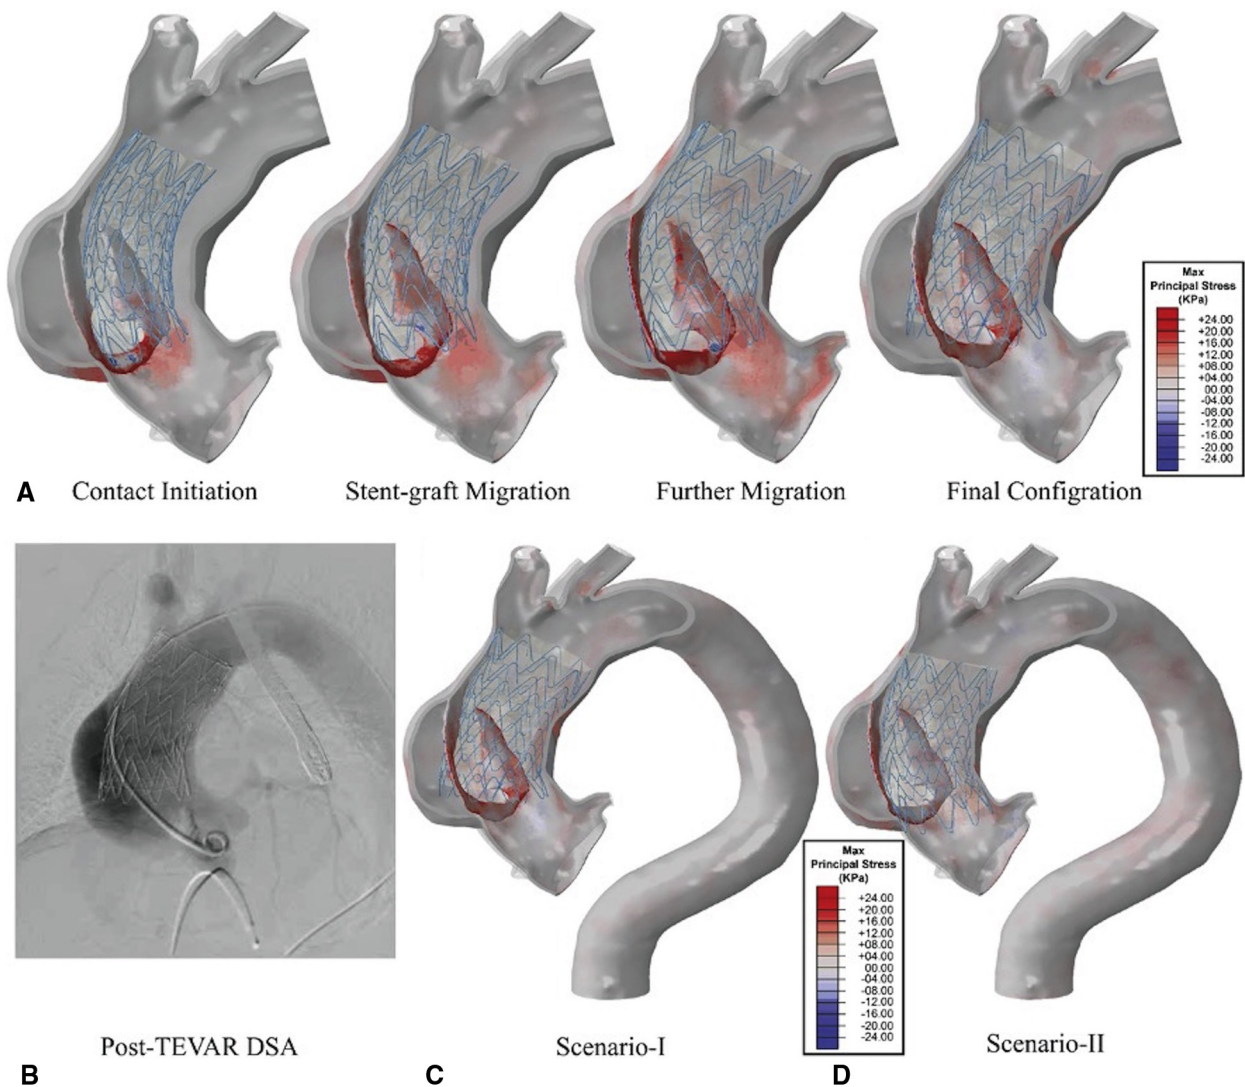 Max
Principal Stress
(KPa)
+24.00
+20.00
+16.00
+12.00
+08.00
+04.00
00.00
-04.00
-08.00
-12.00
-16.00
-20.00
-24.00
A
Contact Initiation
Stent-graft Migration
Further Migration
Final Configration
Max
Principal Stress
(KPa)
+24.00
+20.00
+16.00
+12.00
+08.00
+04.00
00.00
-04.00
-08.00
-12.00
-16.00
-20.00
-24.00
Post-TEVAR DSA
Scenario-I
Scenario-II
B
C
D